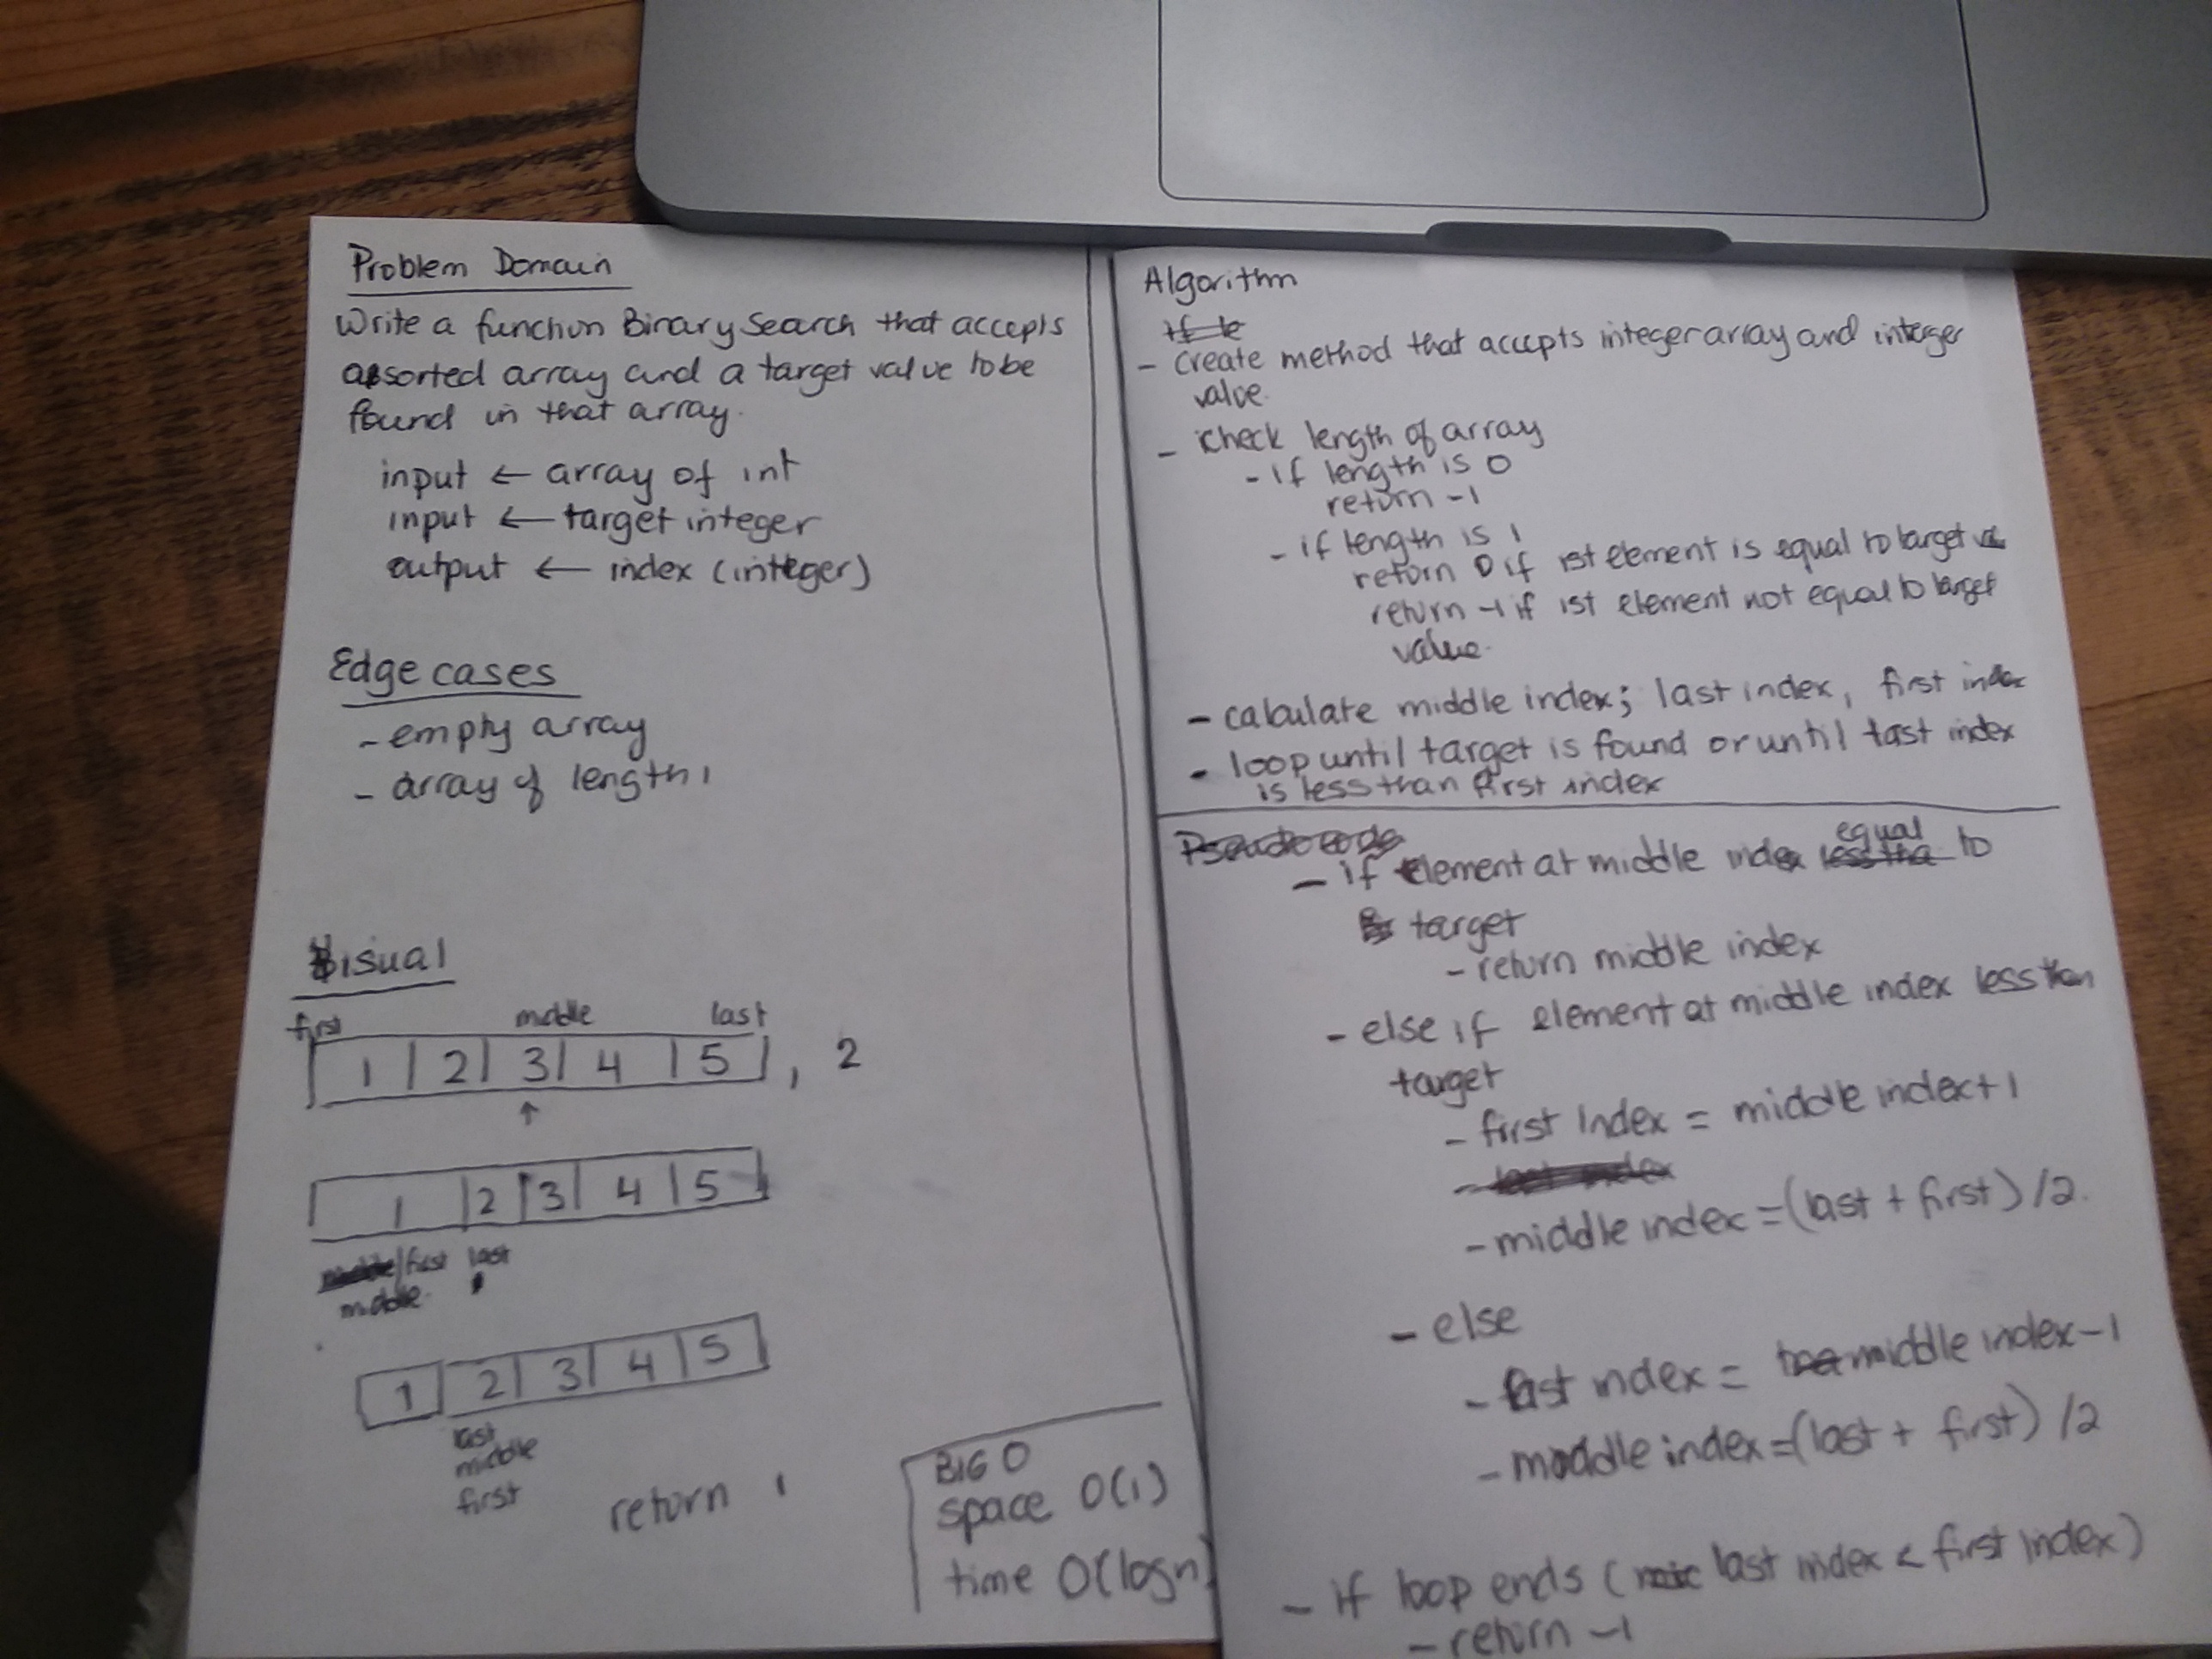 Problem Domain
Write a function Binary Search that accepts
a sorted array and a target value to be
found in that array.
input ← array of int
input ← target integer
output ← index (integer)
Edge cases
- empty array
- array of length 1
Visual
first middle last
1 2 3 4 5 , 2
↑
1 2 3 4 5
middle first last
middle
1 2 3 4 5
last
middle
first
return 1
BIG O
space O(1)
time O(logn)
Algorithm
- create method that accepts integer array and integer
value.
- check length of array
- if length is 0
return -1
- if length is 1
return 0 if 1st element is equal to target
return -1 if 1st element not equal to target
value.
- calculate middle index; last index, first index
- loop until target is found or until last index
is less than first index
Pseudocode
- if element at middle index equal to
target
- return middle index
- else if element at middle index less than
target
- first index = middle index + 1
- last index
- middle index = (last + first) /2.
- else
- last index = middle index - 1
- middle index = (last + first) /2
- if loop ends ( last index < first index)
- return -1